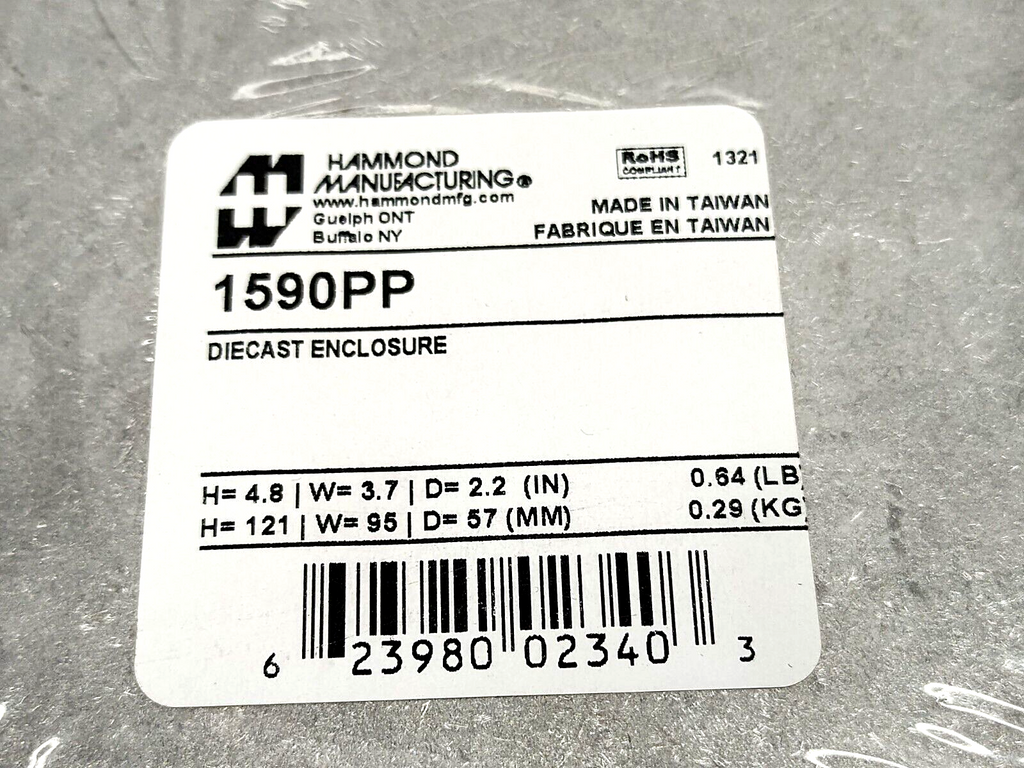 HAMMOND
MANUFACTURING®
www.hammondmfg.com
Guelph ONT
Buffalo NY
RoHS
COMPLIANT
1321
MADE IN TAIWAN
FABRIQUE EN TAIWAN
1590PP
DIECAST ENCLOSURE
H= 4.8 | W= 3.7 | D= 2.2 (IN) 0.64 (LB)
H= 121 | W= 95 | D= 57 (MM) 0.29 (KG)
6 23980 02340 3